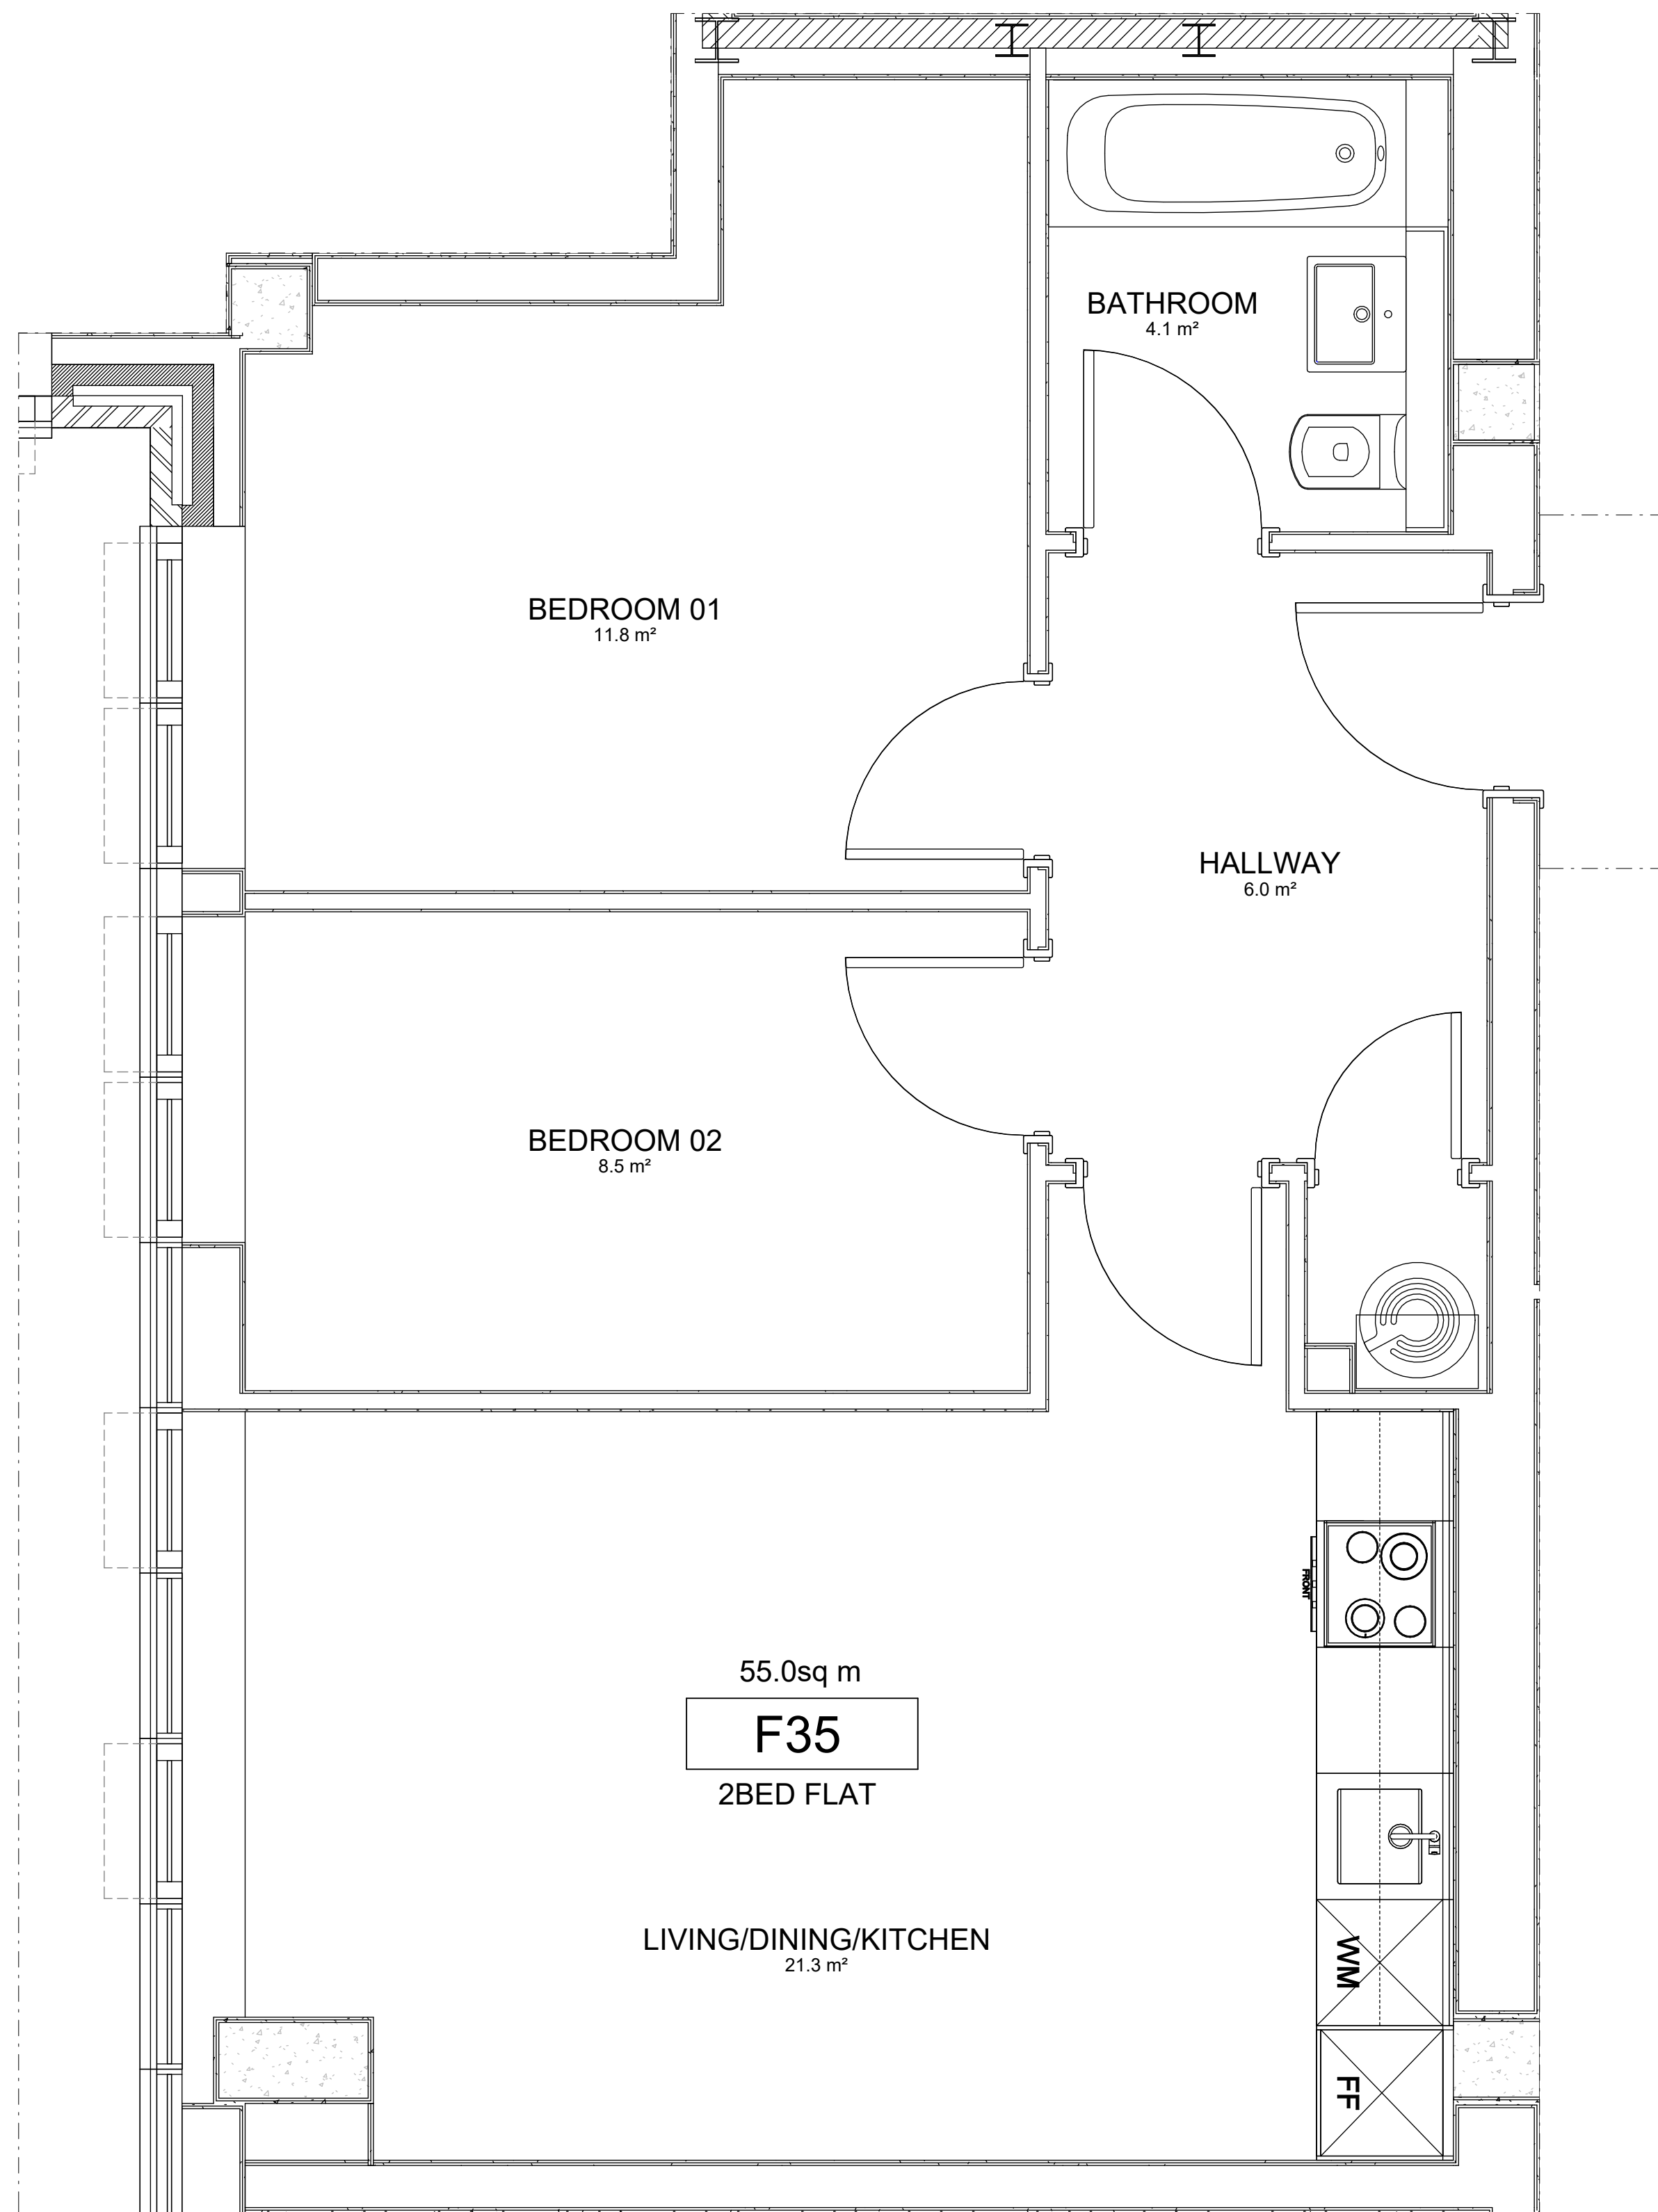 BATHROOM
4.1 m²
BEDROOM 01
11.8 m²
HALLWAY
6.0 m²
BEDROOM 02
8.5 m²
FRONT
55.0sq m
F35
2BED FLAT
LIVING/DINING/KITCHEN
21.3 m²
WM
FF